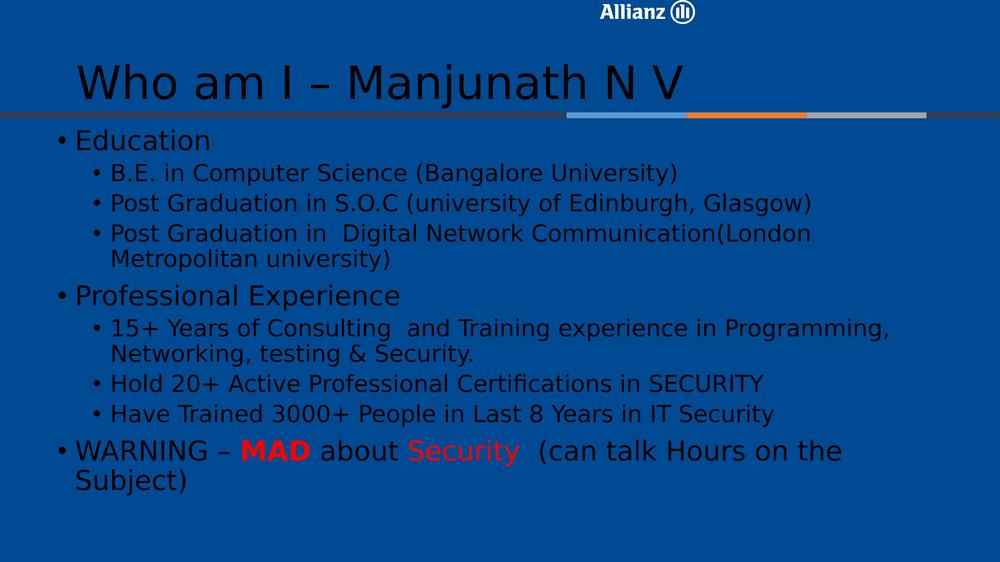 Allianz
Who am I – Manjunath N V
• Education
• B.E. in Computer Science (Bangalore University)
• Post Graduation in S.O.C (university of Edinburgh, Glasgow)
• Post Graduation in  Digital Network Communication(London
Metropolitan university)
• Professional Experience
• 15+ Years of Consulting  and Training experience in Programming,
Networking, testing & Security.
• Hold 20+ Active Professional Certifications in SECURITY
• Have Trained 3000+ People in Last 8 Years in IT Security
• WARNING – MAD about Security  (can talk Hours on the
Subject)